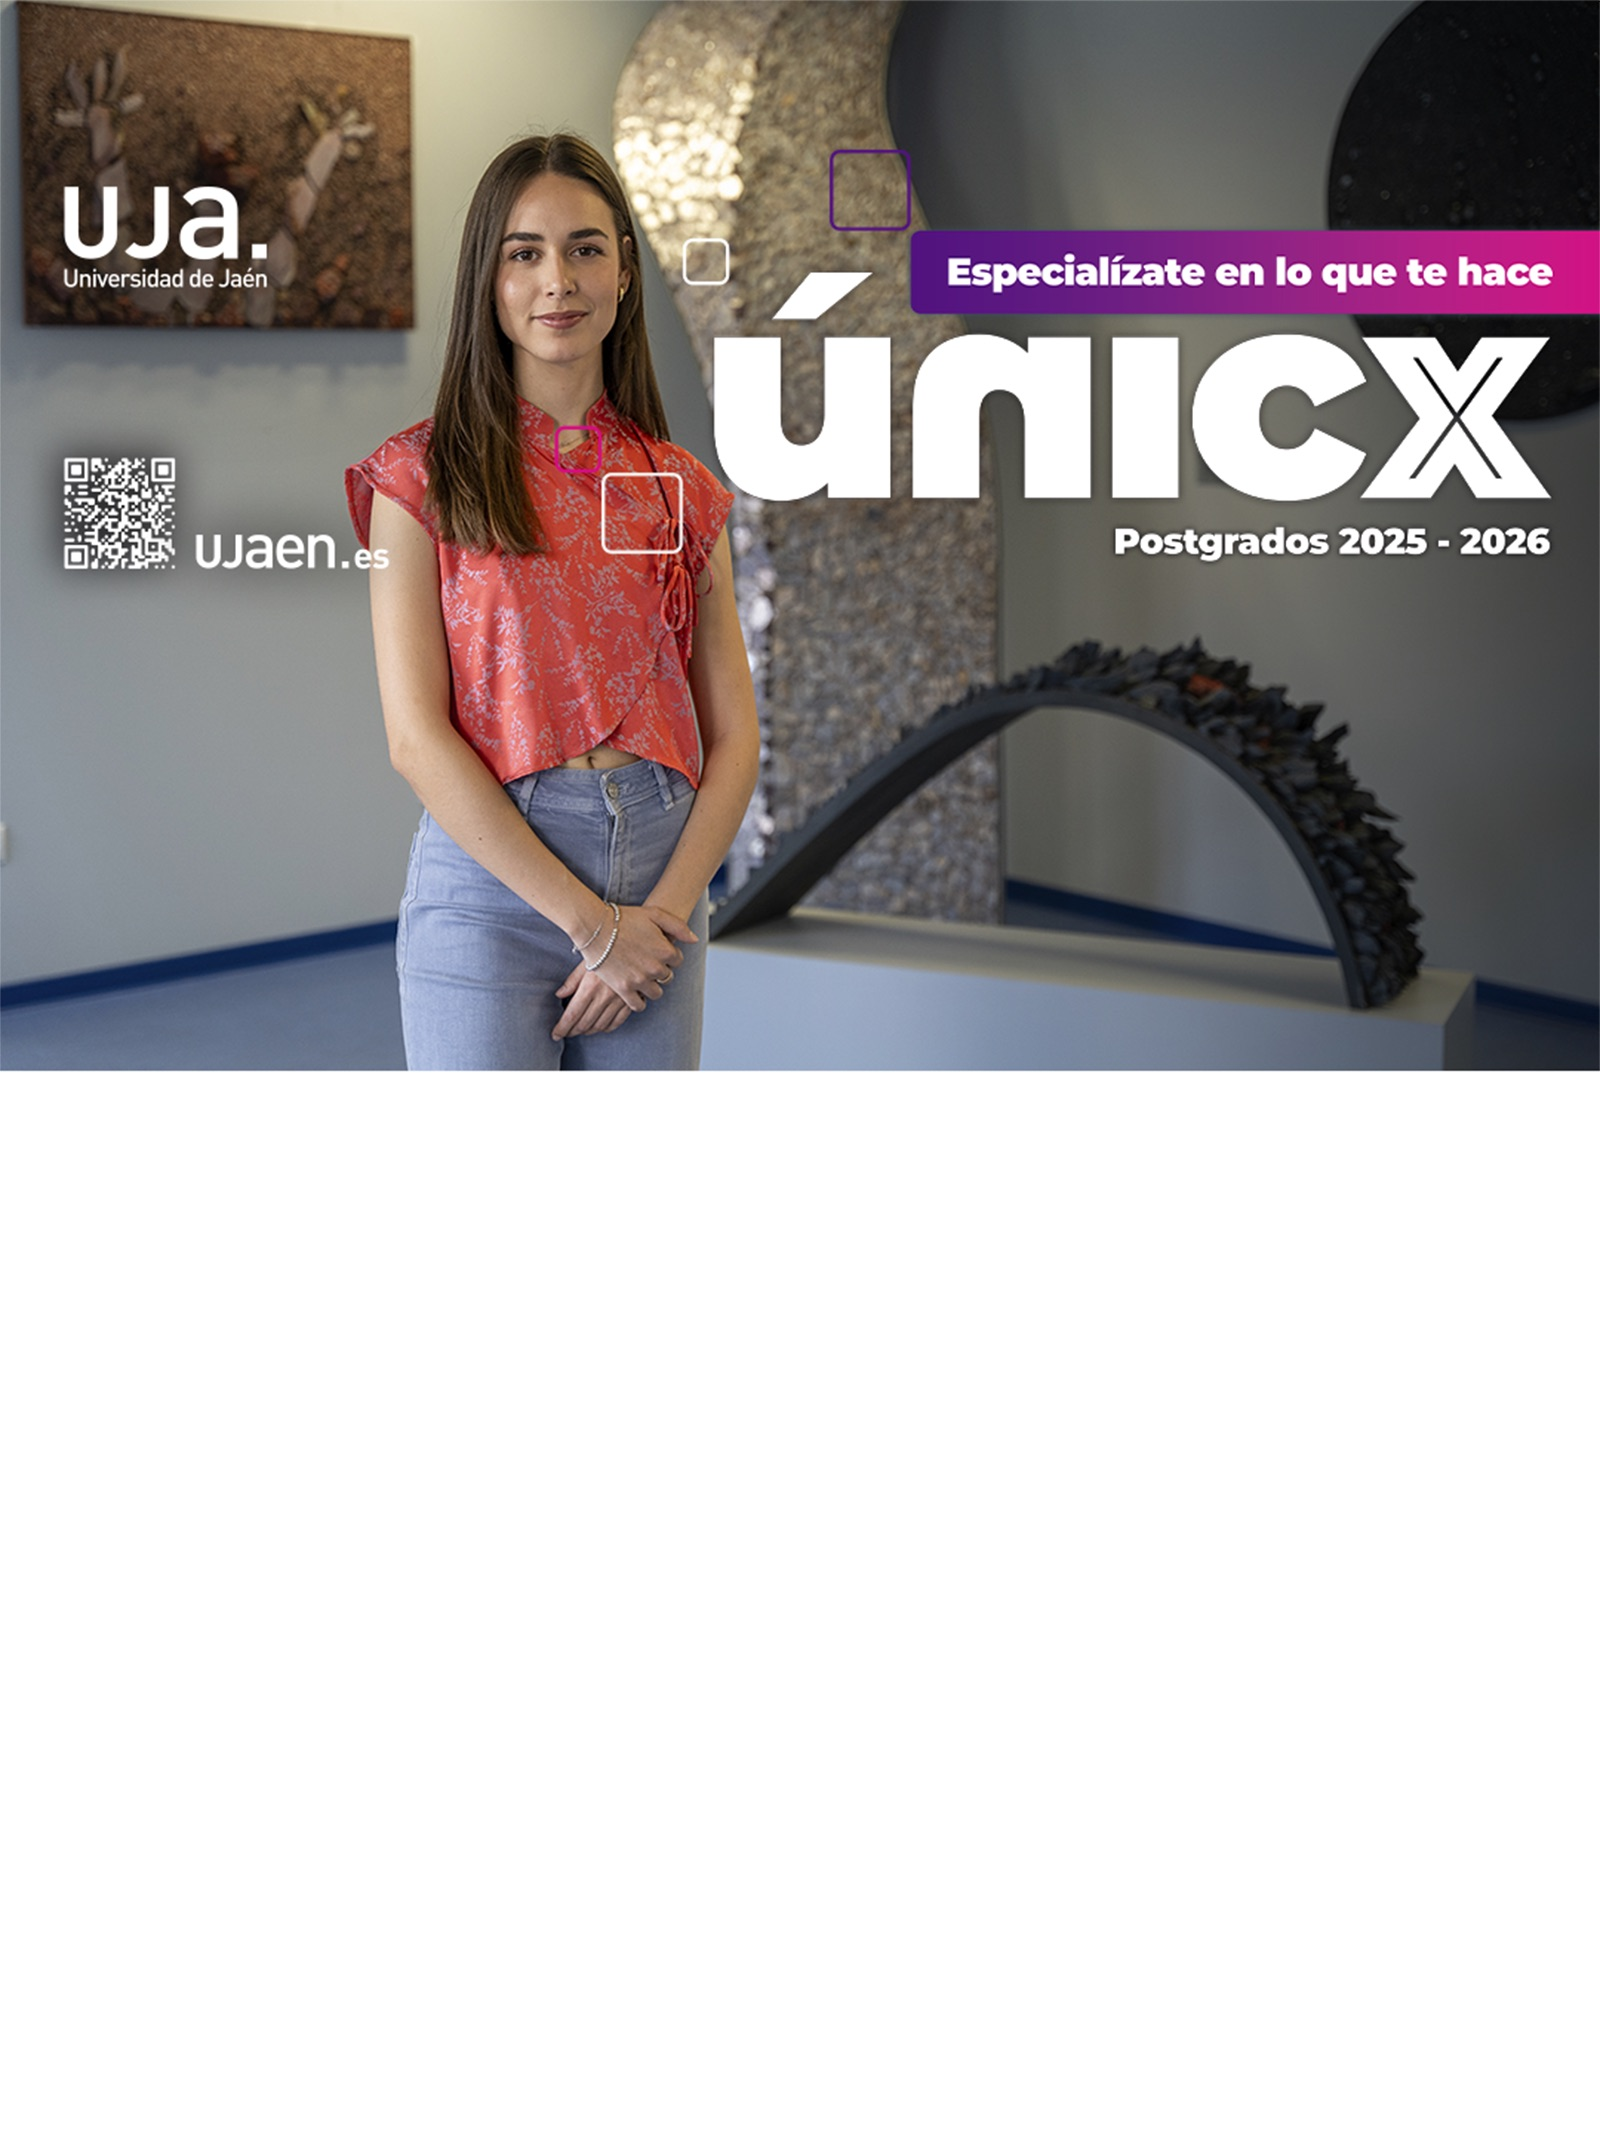 uja.
Universidad de Jaén
Especialízate en lo que te hace
únicx
Postgrados 2025 - 2026
ujaen.es